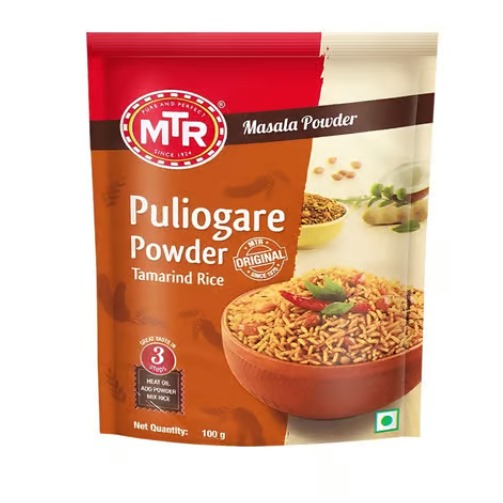 PURE AND PERFECT
MTR®
SINCE 1924
Masala Powder
Puliogare
Powder
Tamarind Rice
MTR
ORIGINAL
SINCE 1976
GREAT TASTE IN
3
STEPS
HEAT OIL
ADD POWDER
MIX RICE
Net Quantity: 100 g